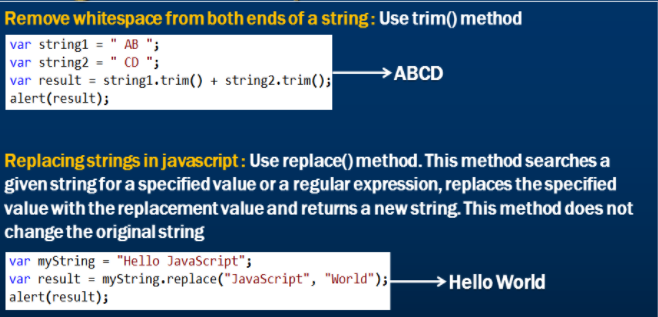 Remove whitespace from both ends of a string : Use trim() method
var string1 = " AB ";
var string2 = " CD ";
var result = string1.trim() + string2.trim();
alert(result);
ABCD
Replacing strings in javascript : Use replace() method. This method searches a
given string for a specified value or a regular expression, replaces the specified
value with the replacement value and returns a new string. This method does not
change the original string
var myString = "Hello JavaScript";
var result = myString.replace("JavaScript", "World");
alert(result);
Hello World